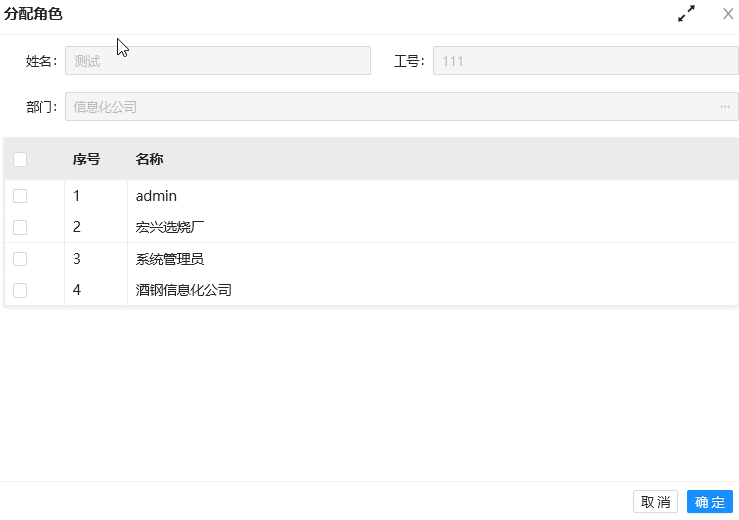 分配角色
姓名: 测试 工号: 111
部门: 信息化公司 ...
序号 名称
1 admin
2 宏兴选烧厂
3 系统管理员
4 酒钢信息化公司
取消 确定